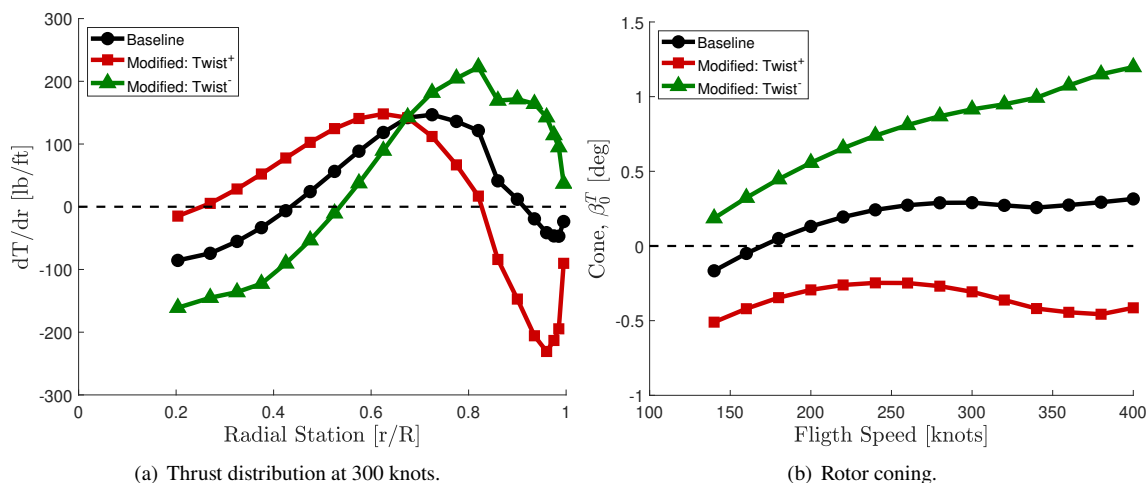 300
200
100
0
-100
-200
-300
dT/dr [lb/ft]
Baseline
Modified: Twist⁺
Modified: Twist⁻
0 0.2 0.4 0.6 0.8 1
Radial Station [r/R]
(a) Thrust distribution at 300 knots.
1.5
1
0.5
0
-0.5
-1
Cone, β₀ᵀ [deg]
Baseline
Modified: Twist⁺
Modified: Twist⁻
100 150 200 250 300 350 400
Fligth Speed [knots]
(b) Rotor coning.